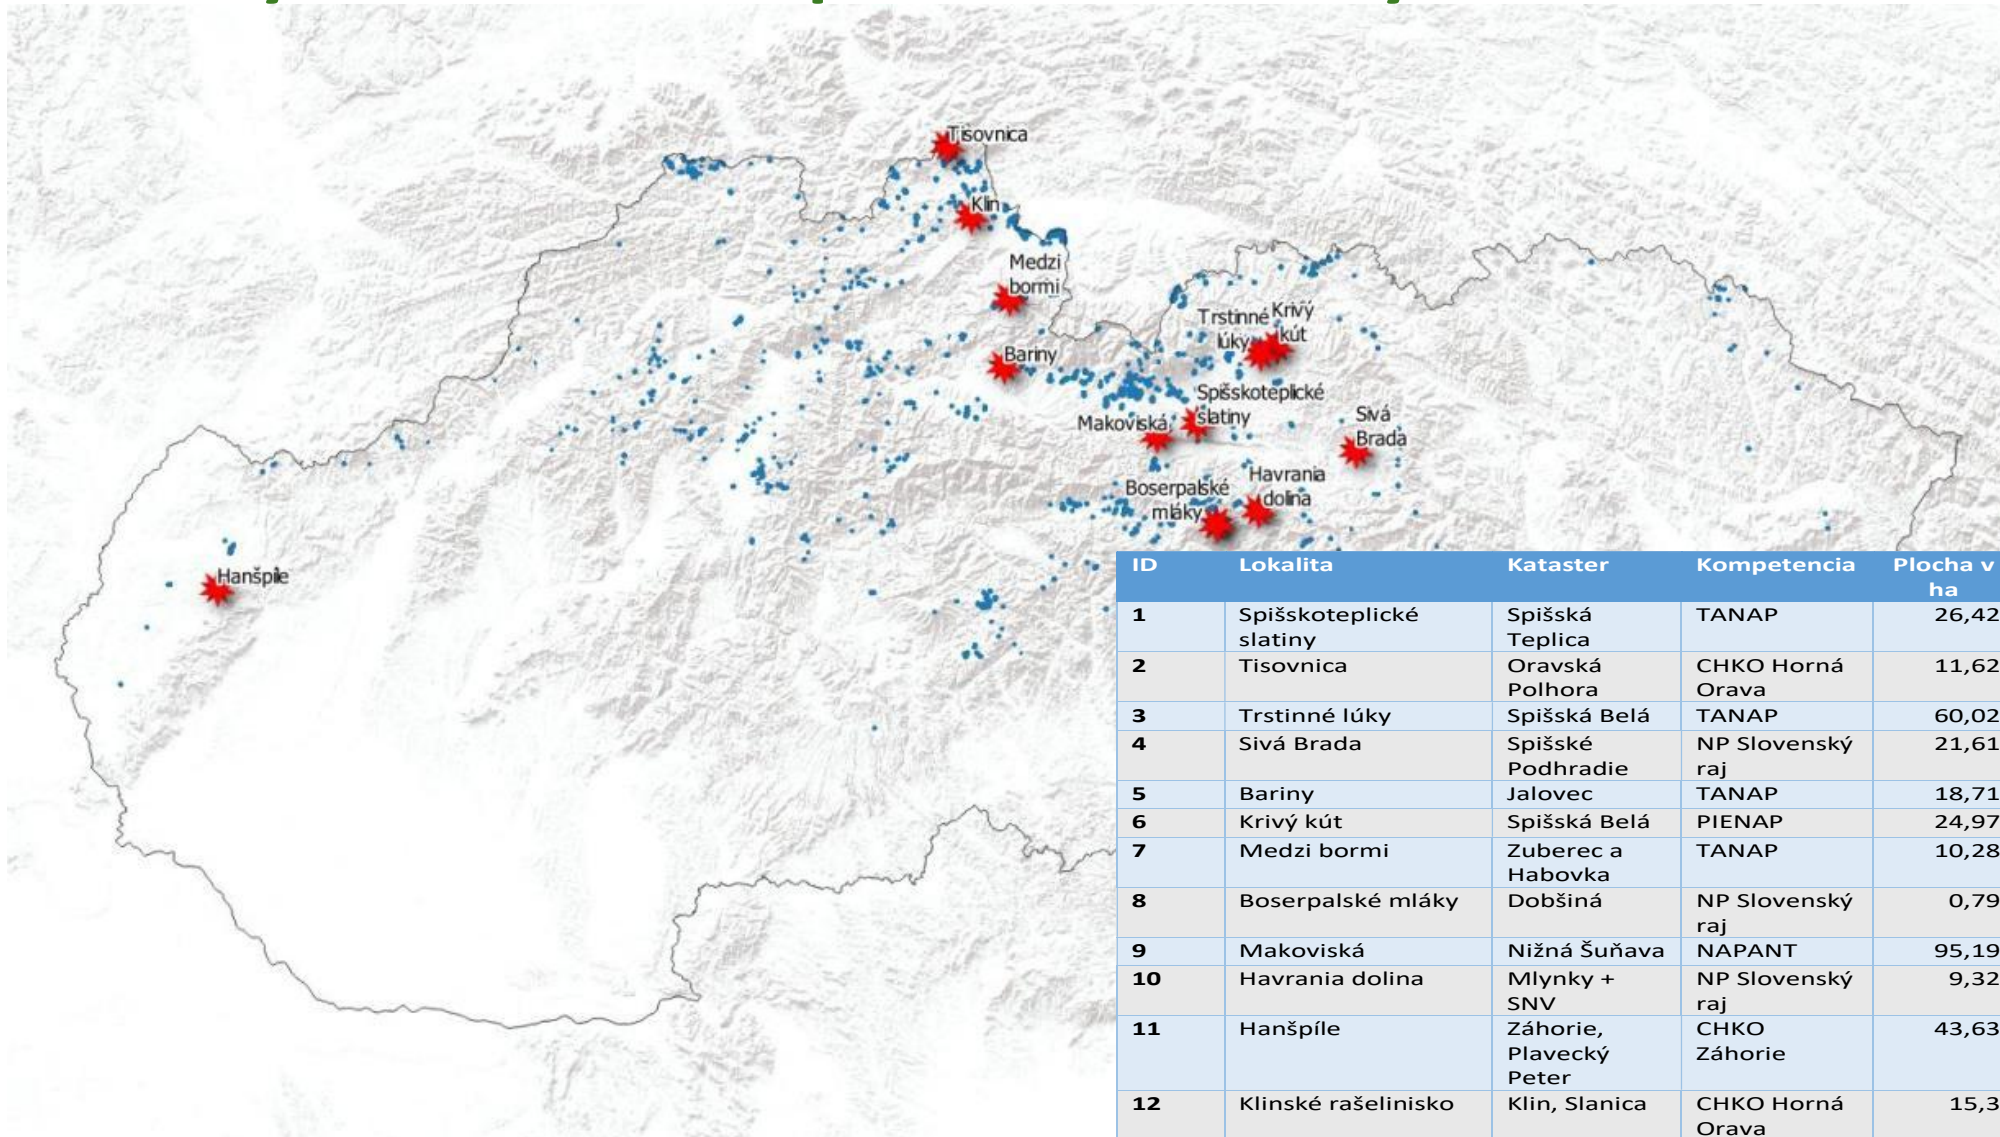 Tisovnica
Klin
Medzi
bormi
Trstinné
lúky
Krivý
kút
Bariny
Spišskoteplické
slatiny
Makoviská
Sivá
Brada
Havrania
dolina
Boserpalské
mláky
Hanšpíle
ID Lokalita Kataster Kompetencia Plocha v
ha
1 Spišskoteplické Spišská TANAP 26,42
slatiny Teplica
2 Tisovnica Oravská CHKO Horná 11,62
Polhora Orava
3 Trstinné lúky Spišská Belá TANAP 60,02
4 Sivá Brada Spišské NP Slovenský 21,61
Podhradie raj
5 Bariny Jalovec TANAP 18,71
6 Krivý kút Spišská Belá PIENAP 24,97
7 Medzi bormi Zuberec a TANAP 10,28
Habovka
8 Boserpalské mláky Dobšiná NP Slovenský 0,79
raj
9 Makoviská Nižná Šuňava NAPANT 95,19
10 Havrania dolina Mlynky + NP Slovenský 9,32
SNV raj
11 Hanšpíle Záhorie, CHKO 43,63
Plavecký Záhorie
Peter
12 Klinské rašelinisko Klin, Slanica CHKO Horná 15,3
Orava